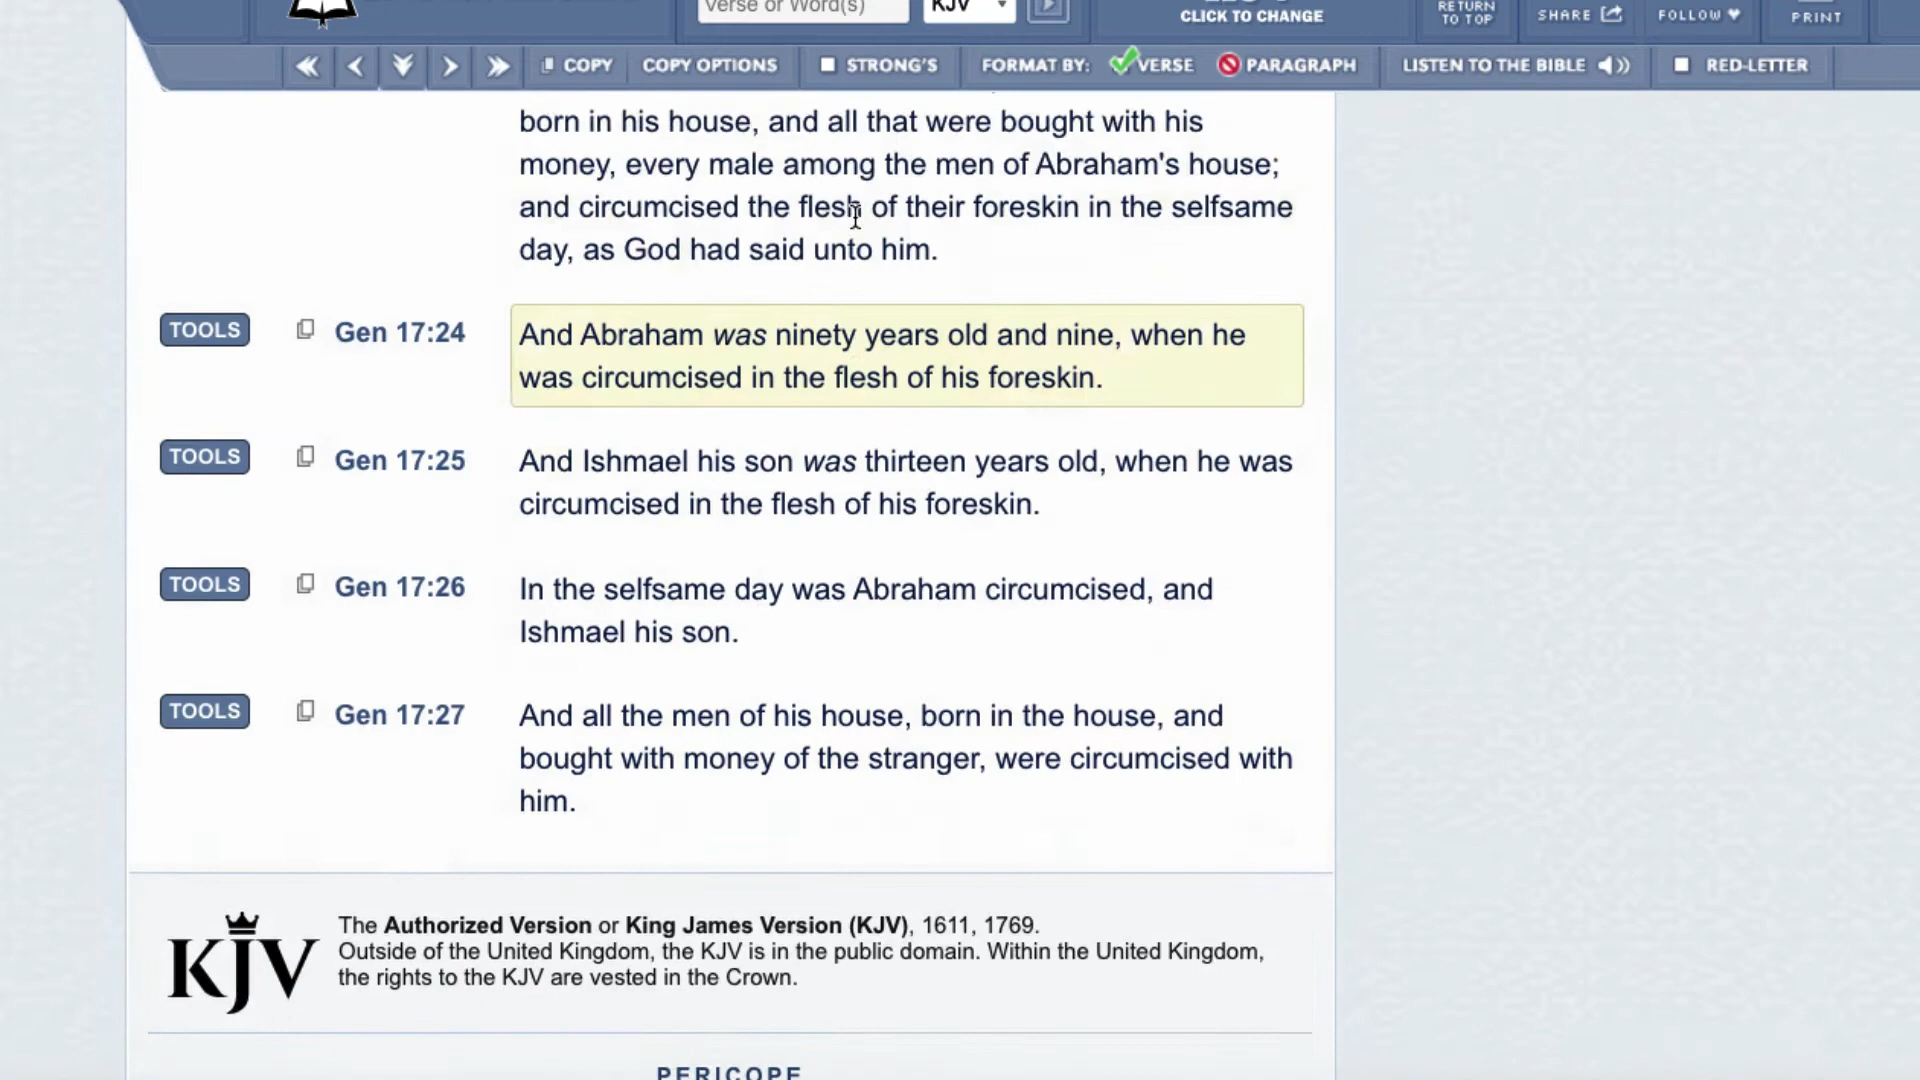 Verse or Word(s)
KJV
CLICK TO CHANGE
RETURN
TO TOP
SHARE
FOLLOW
PRINT
COPY
COPY OPTIONS
STRONG'S
FORMAT BY:
VERSE
PARAGRAPH
LISTEN TO THE BIBLE
RED-LETTER
born in his house, and all that were bought with his
money, every male among the men of Abraham's house;
and circumcised the flesh of their foreskin in the selfsame
day, as God had said unto him.
TOOLS
Gen 17:24
And Abraham was ninety years old and nine, when he
was circumcised in the flesh of his foreskin.
TOOLS
Gen 17:25
And Ishmael his son was thirteen years old, when he was
circumcised in the flesh of his foreskin.
TOOLS
Gen 17:26
In the selfsame day was Abraham circumcised, and
Ishmael his son.
TOOLS
Gen 17:27
And all the men of his house, born in the house, and
bought with money of the stranger, were circumcised with
him.
KJV
The Authorized Version or King James Version (KJV), 1611, 1769.
Outside of the United Kingdom, the KJV is in the public domain. Within the United Kingdom,
the rights to the KJV are vested in the Crown.
PERICOPE